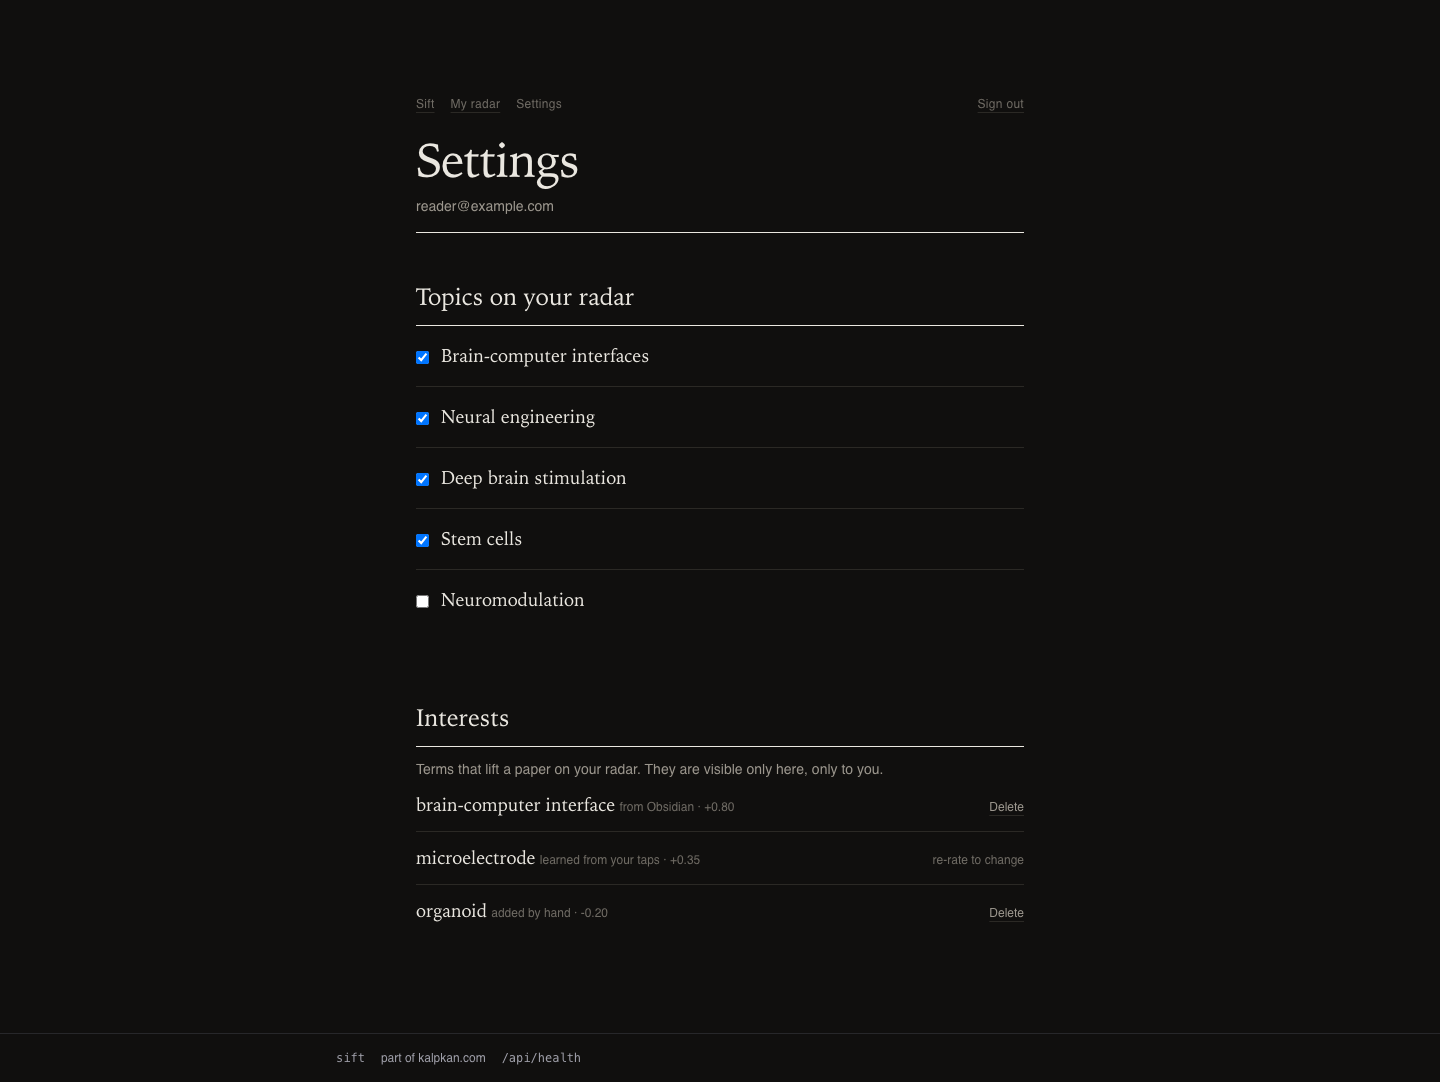 Sift My radar Settings Sign out
Settings
reader@example.com
Topics on your radar
Brain-computer interfaces
Neural engineering
Deep brain stimulation
Stem cells
Neuromodulation
Interests
Terms that lift a paper on your radar. They are visible only here, only to you.
brain-computer interface from Obsidian · +0.80 Delete
microelectrode learned from your taps · +0.35 re-rate to change
organoid added by hand · -0.20 Delete
sift part of kalpkan.com /api/health